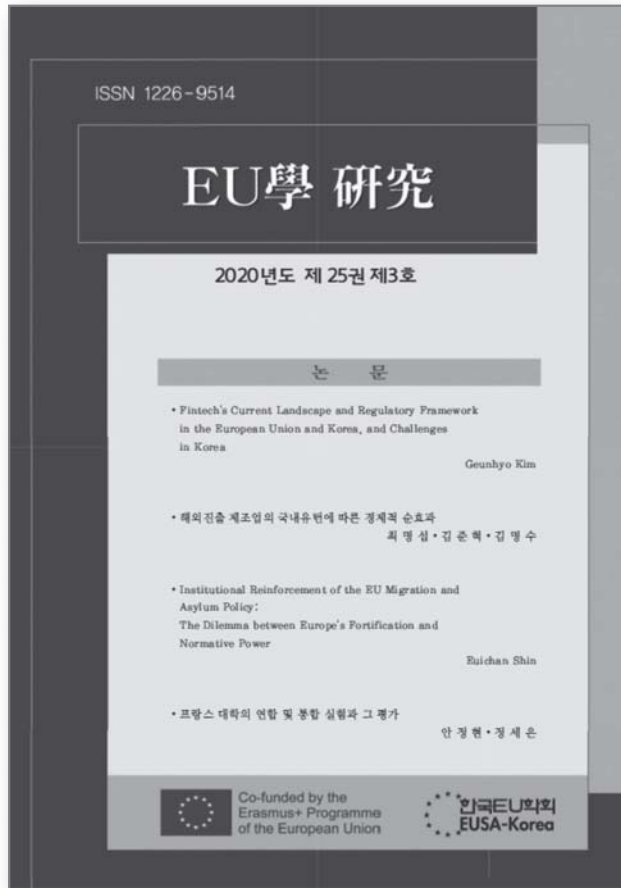 ISSN 1226-9514
EU學 研究
2020년도 제 25권 제3호
논 문
• Fintech's Current Landscape and Regulatory Framework
in the European Union and Korea, and Challenges
in Korea
Geunhyo Kim
• 해외진출 제조업의 국내유턴에 따른 경제적 순효과
최명섭•김준혁•김명수
• Institutional Reinforcement of the EU Migration and
Asylum Policy:
The Dilemma between Europe's Fortification and
Normative Power
Euichan Shin
• 프랑스 대학의 연합 및 통합 실험과 그 평가
안정현•정세은
Co-funded by the
Erasmus+ Programme
of the European Union
한국EU학회
EUSA-Korea